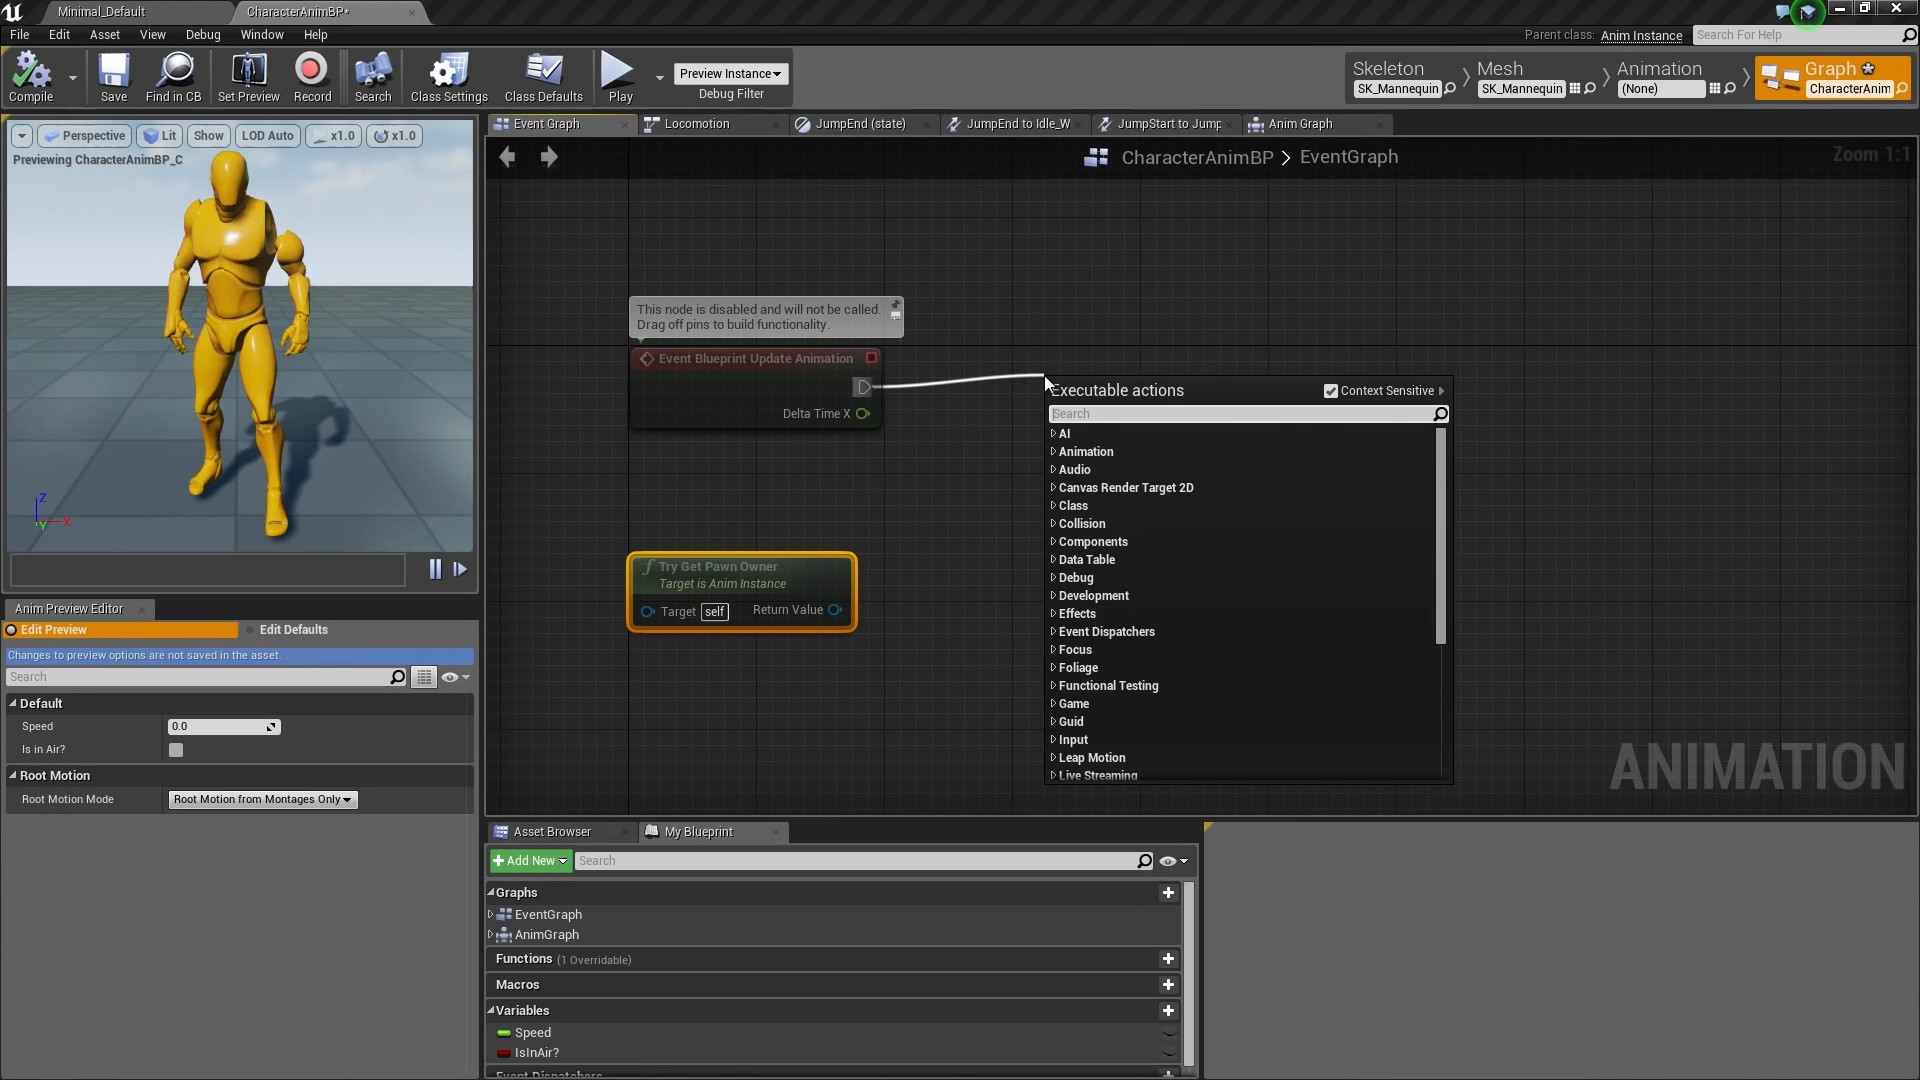 Minimal_Default
CharacterAnimBP*
File Edit Asset View Debug Window Help
Parent class: Anim Instance
Search For Help
Compile
Save
Find in CB
Set Preview
Record
Search
Class Settings
Class Defaults
Play
Preview Instance
Debug Filter
Skeleton
SK_Mannequin
Mesh
SK_Mannequin
Animation
(None)
Graph
CharacterAnim
Perspective
Lit
Show
LOD Auto
x1.0
x1.0
Previewing CharacterAnimBP_C
Z
X
Y
Event Graph
Locomotion
JumpEnd (state)
JumpEnd to Idle_W
JumpStart to Jump
Anim Graph
CharacterAnimBP > EventGraph
Zoom 1:1
This node is disabled and will not be called.
Drag off pins to build functionality.
Event Blueprint Update Animation
Delta Time X
Try Get Pawn Owner
Target is Anim Instance
Target self
Return Value
Executable actions
Context Sensitive
Search
AI
Animation
Audio
Canvas Render Target 2D
Class
Collision
Components
Data Table
Debug
Development
Effects
Event Dispatchers
Focus
Foliage
Functional Testing
Game
Guid
Input
Leap Motion
Live Streaming
ANIMATION
Anim Preview Editor
Edit Preview
Edit Defaults
Changes to preview options are not saved in the asset.
Search
Default
Speed
0.0
Is in Air?
Root Motion
Root Motion Mode
Root Motion from Montages Only
Asset Browser
My Blueprint
Add New
Search
Graphs
EventGraph
AnimGraph
Functions (1 Overridable)
Macros
Variables
Speed
IsInAir?
Event Dispatchers